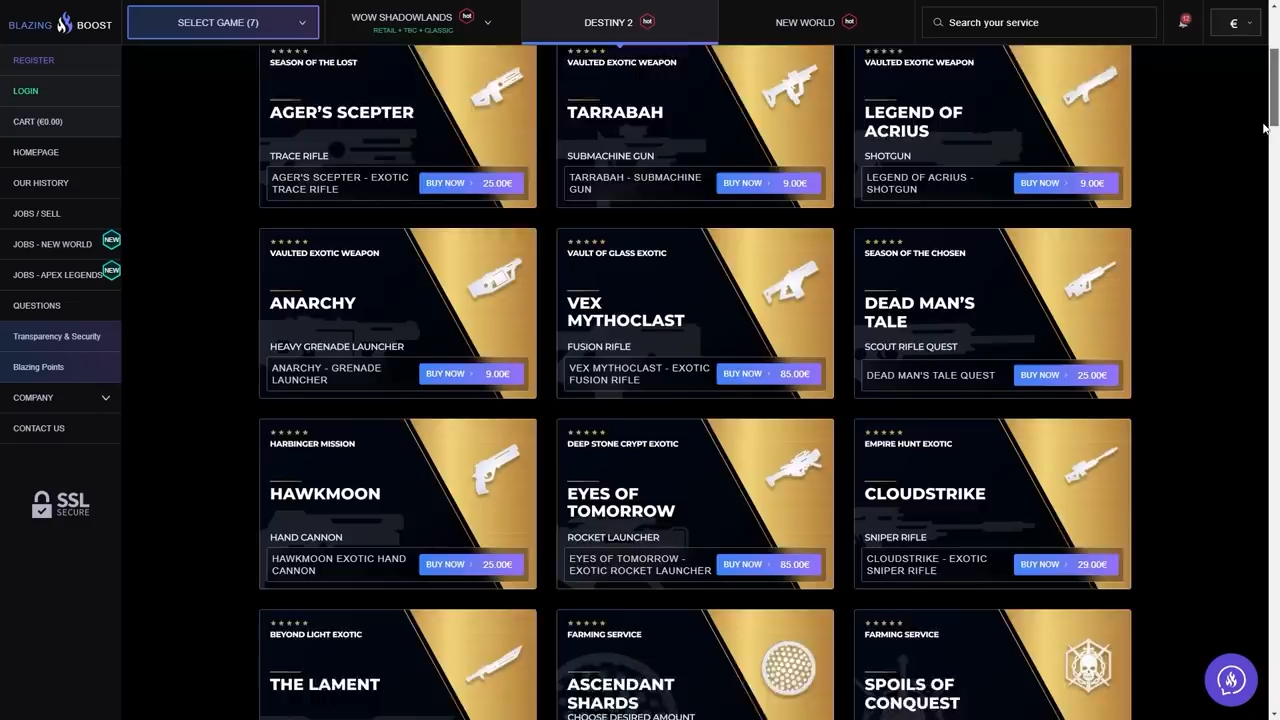 BLAZING BOOST
SELECT GAME (7)
WOW SHADOWLANDS
hot
RETAIL + TBC + CLASSIC
DESTINY 2
hot
NEW WORLD
hot
Search your service
12
€
REGISTER
LOGIN
CART (€0.00)
HOMEPAGE
OUR HISTORY
JOBS / SELL
JOBS - NEW WORLD
NEW
JOBS - APEX LEGENDS
NEW
QUESTIONS
Transparency & Security
Blazing Points
COMPANY
CONTACT US
SSL
SECURE
SEASON OF THE LOST
AGER'S SCEPTER
TRACE RIFLE
AGER'S SCEPTER - EXOTIC
TRACE RIFLE
BUY NOW
25.00€
VAULTED EXOTIC WEAPON
TARRABAH
SUBMACHINE GUN
TARRABAH - SUBMACHINE
GUN
BUY NOW
9.00€
VAULTED EXOTIC WEAPON
LEGEND OF
ACRIUS
SHOTGUN
LEGEND OF ACRIUS -
SHOTGUN
BUY NOW
9.00€
VAULTED EXOTIC WEAPON
ANARCHY
HEAVY GRENADE LAUNCHER
ANARCHY - GRENADE
LAUNCHER
BUY NOW
9.00€
VAULT OF GLASS EXOTIC
VEX
MYTHOCLAST
FUSION RIFLE
VEX MYTHOCLAST - EXOTIC
FUSION RIFLE
BUY NOW
85.00€
SEASON OF THE CHOSEN
DEAD MAN'S
TALE
SCOUT RIFLE QUEST
DEAD MAN'S TALE QUEST
BUY NOW
25.00€
HARBINGER MISSION
HAWKMOON
HAND CANNON
HAWKMOON EXOTIC HAND
CANNON
BUY NOW
25.00€
DEEP STONE CRYPT EXOTIC
EYES OF
TOMORROW
ROCKET LAUNCHER
EYES OF TOMORROW -
EXOTIC ROCKET LAUNCHER
BUY NOW
85.00€
EMPIRE HUNT EXOTIC
CLOUDSTRIKE
SNIPER RIFLE
CLOUDSTRIKE - EXOTIC
SNIPER RIFLE
BUY NOW
29.00€
BEYOND LIGHT EXOTIC
THE LAMENT
FARMING SERVICE
ASCENDANT
SHARDS
CHOOSE DESIRED AMOUNT
FARMING SERVICE
SPOILS OF
CONQUEST